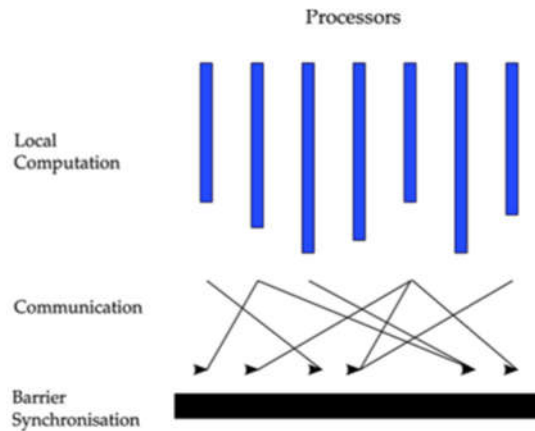 Processors
Local
Computation
Communication
Barrier
Synchronisation